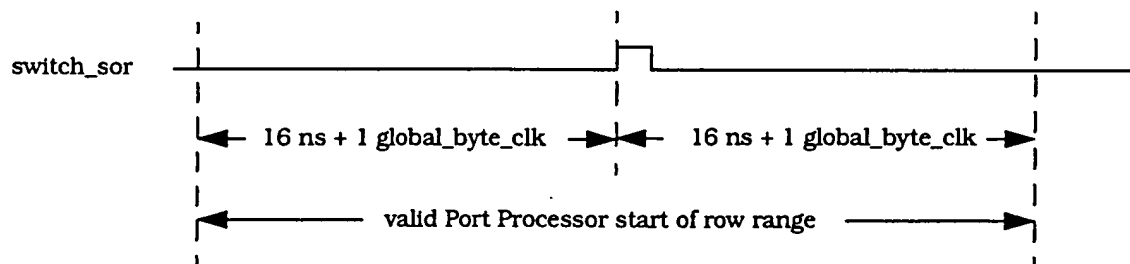 switch_sor
16 ns + 1 global_byte_clk 16 ns + 1 global_byte_clk
valid Port Processor start of row range